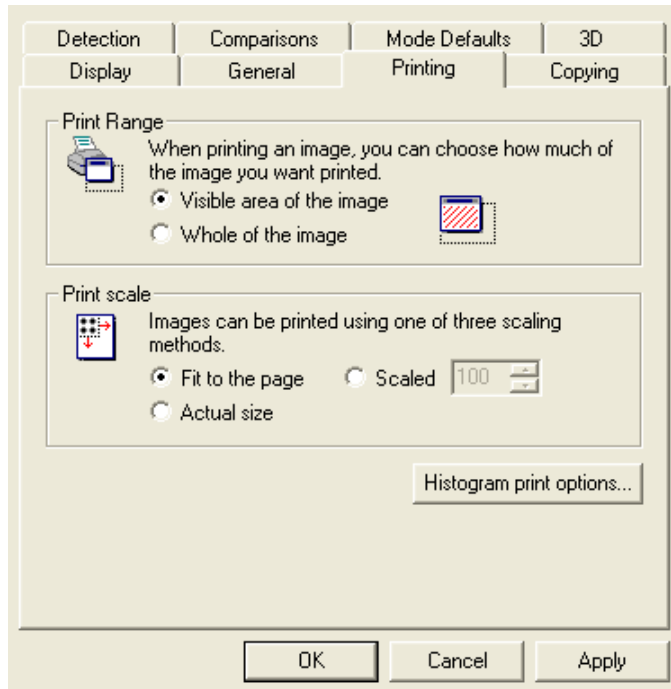 Detection Comparisons Mode Defaults 3D
Display General Printing Copying
Print Range
When printing an image, you can choose how much of
the image you want printed.
Visible area of the image
Whole of the image
Print scale
Images can be printed using one of three scaling
methods.
Fit to the page Scaled 100
Actual size
Histogram print options...
OK Cancel Apply